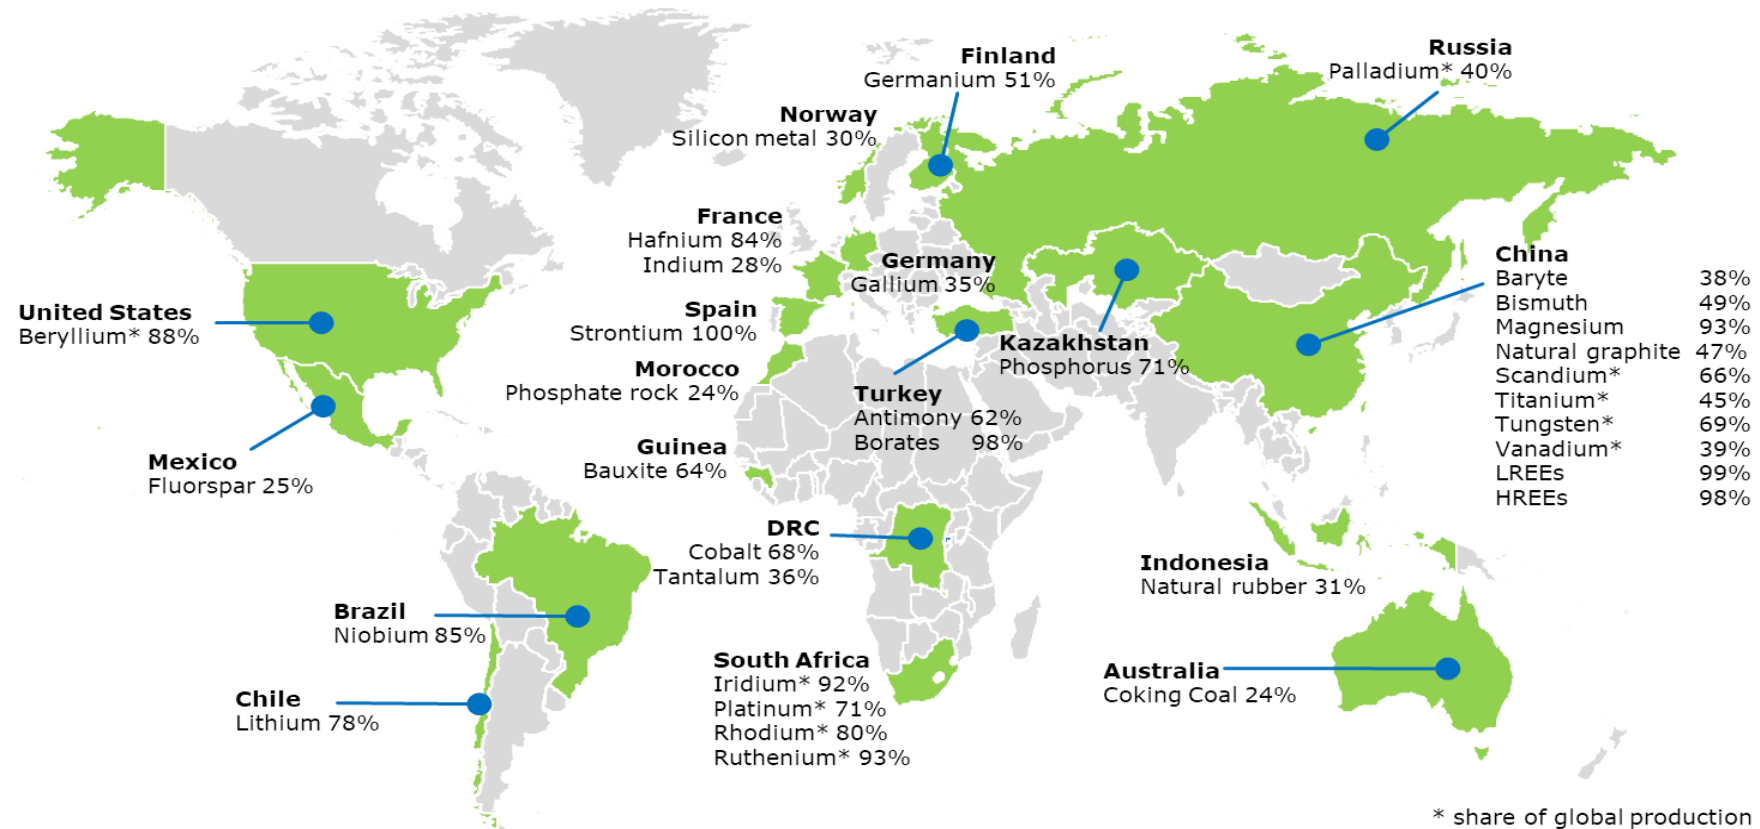 Finland
Germanium 51%
Russia
Palladium* 40%
Norway
Silicon metal 30%
France
Hafnium 84%
Indium 28%
Germany
Gallium 35%
China
Baryte 38%
Bismuth 49%
Magnesium 93%
Natural graphite 47%
Scandium* 66%
Titanium* 45%
Tungsten* 69%
Vanadium* 39%
LREEs 99%
HREEs 98%
United States
Beryllium* 88%
Spain
Strontium 100%
Kazakhstan
Phosphorus 71%
Morocco
Phosphate rock 24%
Turkey
Antimony 62%
Borates 98%
Mexico
Fluorspar 25%
Guinea
Bauxite 64%
DRC
Cobalt 68%
Tantalum 36%
Indonesia
Natural rubber 31%
Brazil
Niobium 85%
South Africa
Iridium* 92%
Platinum* 71%
Rhodium* 80%
Ruthenium* 93%
Australia
Coking Coal 24%
Chile
Lithium 78%
* share of global production